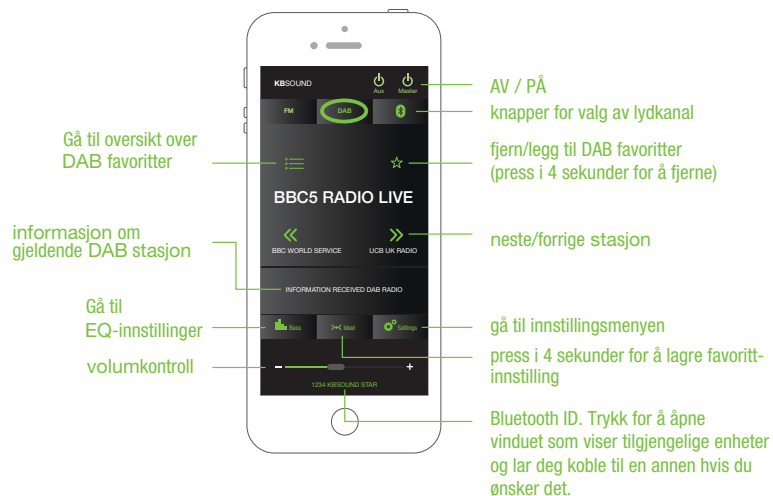 KBSOUND
Aux
Master
AV / PÅ
FM
DAB
knapper for valg av lydkanal
Gå til oversikt over
DAB favoritter
fjern/legg til DAB favoritter
(press i 4 sekunder for å fjerne)
BBC5 RADIO LIVE
informasjon om
gjeldende DAB stasjon
BBC WORLD SERVICE
UCB UK RADIO
neste/forrige stasjon
INFORMATION RECEIVED DAB RADIO
Gå til
EQ-innstillinger
Bass
Ideal
Settings
gå til innstillingsmenyen
volumkontroll
- +
press i 4 sekunder for å lagre favoritt-
innstilling
1234 KBSOUND STAR
Bluetooth ID. Trykk for å åpne
vinduet som viser tilgjengelige enheter
og lar deg koble til en annen hvis du
ønsker det.